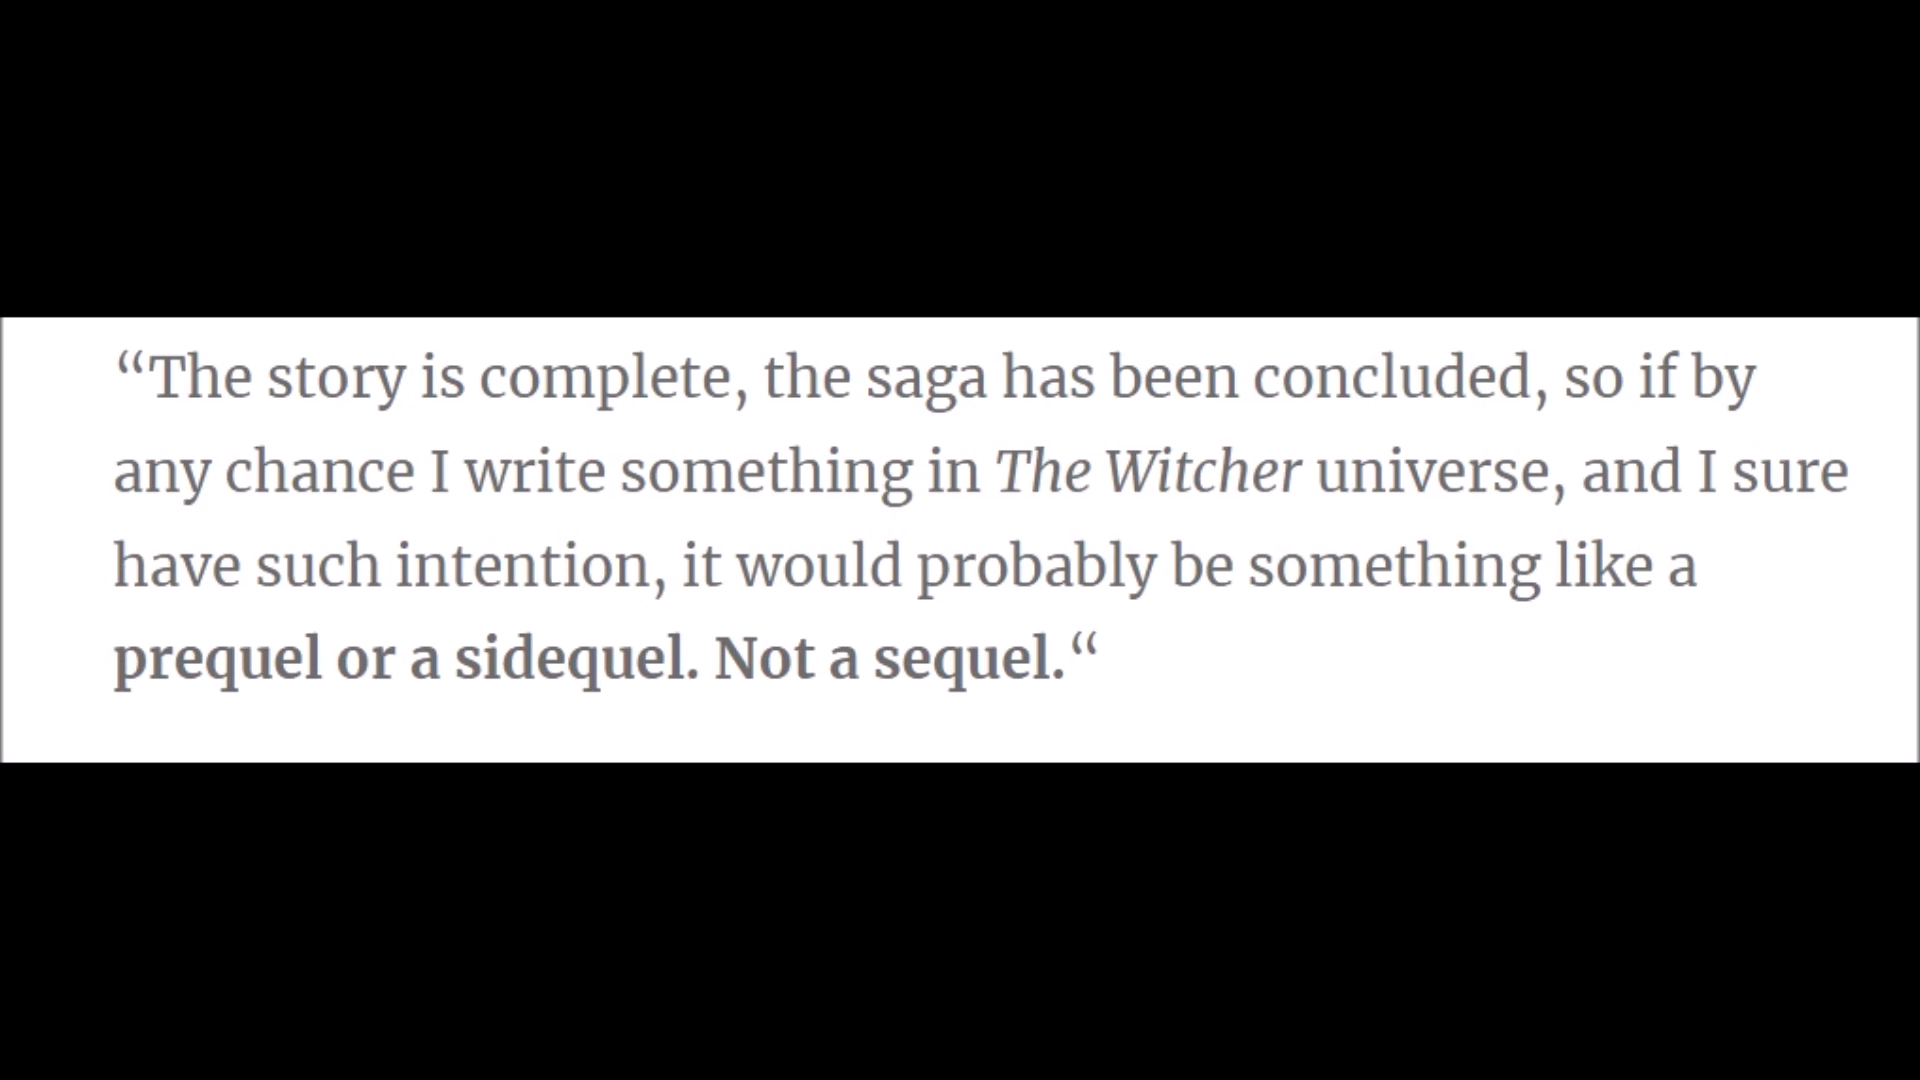 “The story is complete, the saga has been concluded, so if by
any chance I write something in The Witcher universe, and I sure
have such intention, it would probably be something like a
prequel or a sidequel. Not a sequel.“